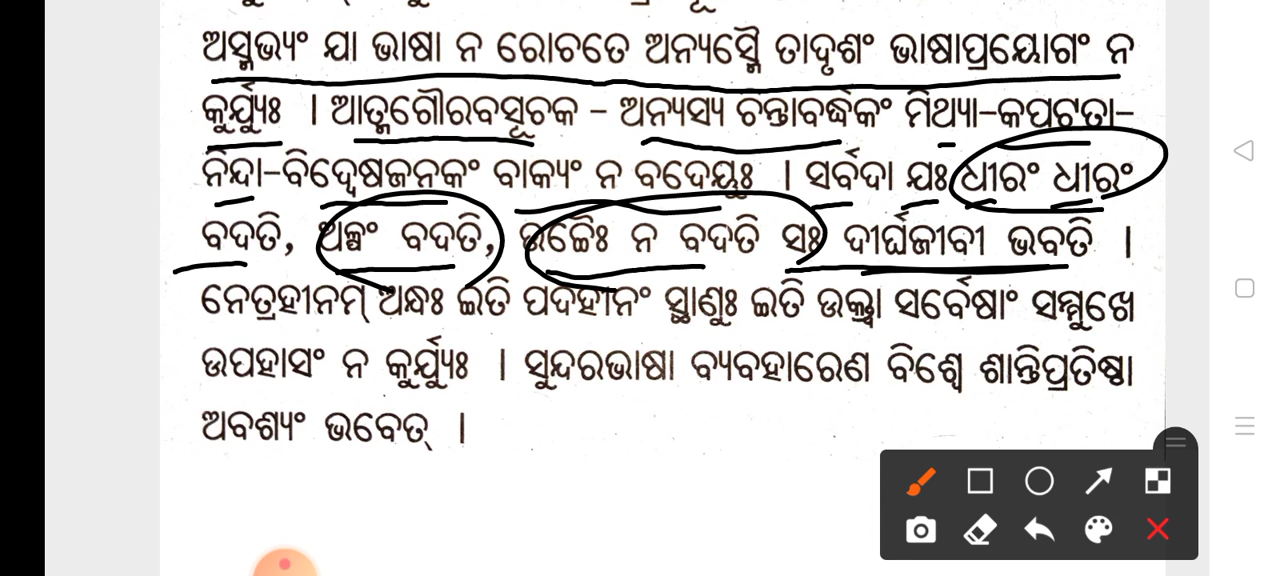 ଅସ୍ମଭ୍ୟଂ ଯା ଭାଷା ନ ରୋଚତେ ଅନ୍ୟସ୍ମୈ ତାଦୃଶଂ ଭାଷାପ୍ରୟୋଗଂ ନ
କୁର୍ଯ୍ୟୁଃ । ଆତ୍ମଗୌରବସୂଚକ – ଅନ୍ୟସ୍ୟ ଚିନ୍ତାବର୍ଦ୍ଧକଂ ମିଥ୍ୟା-କପଟତା-
ନିନ୍ଦା-ବିଦ୍ୱେଷଜନକଂ ବାକ୍ୟଂ ନ ବଦେୟୁଃ । ସର୍ବଦା ଯଃ ଧୀରଂ ଧୀରଂ
ବଦତି, ଅଳ୍ପଂ ବଦତି, ଉଚ୍ଚୈଃ ନ ବଦତି ସଃ ଦୀର୍ଘଜୀବୀ ଭବତି ।
ନେତ୍ରହୀନମ୍ ଅନ୍ଧଃ ଇତି ପଦହୀନଂ ସ୍ଥାଣୁଃ ଇତି ଉକ୍ତ୍ୱା ସର୍ବେଷାଂ ସମ୍ମୁଖେ
ଉପହାସଂ ନ କୁର୍ଯ୍ୟୁଃ । ସୁନ୍ଦରଭାଷା ବ୍ୟବହାରେଣ ବିଶ୍ୱେ ଶାନ୍ତିପ୍ରତିଷ୍ଠା
ଅବଶ୍ୟଂ ଭବେତ୍ ।